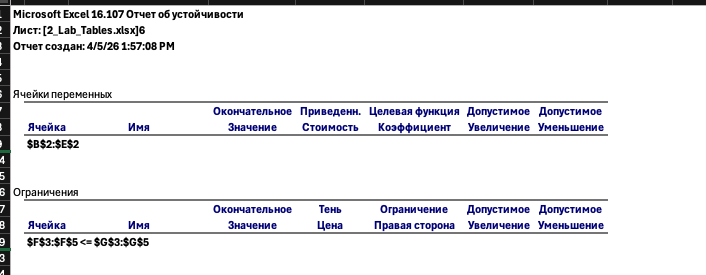 Microsoft Excel 16.107 Отчет об устойчивости
Лист: [2_Lab_Tables.xlsx]6
Отчет создан: 4/5/26 1:57:08 PM
Ячейки переменных
Окончательное Приведенн. Целевая функция Допустимое Допустимое
Ячейка Имя Значение Стоимость Коэффициент Увеличение Уменьшение
$B$2:$E$2
Ограничения
Окончательное Тень Ограничение Допустимое Допустимое
Ячейка Имя Значение Цена Правая сторона Увеличение Уменьшение
$F$3:$F$5 <= $G$3:$G$5